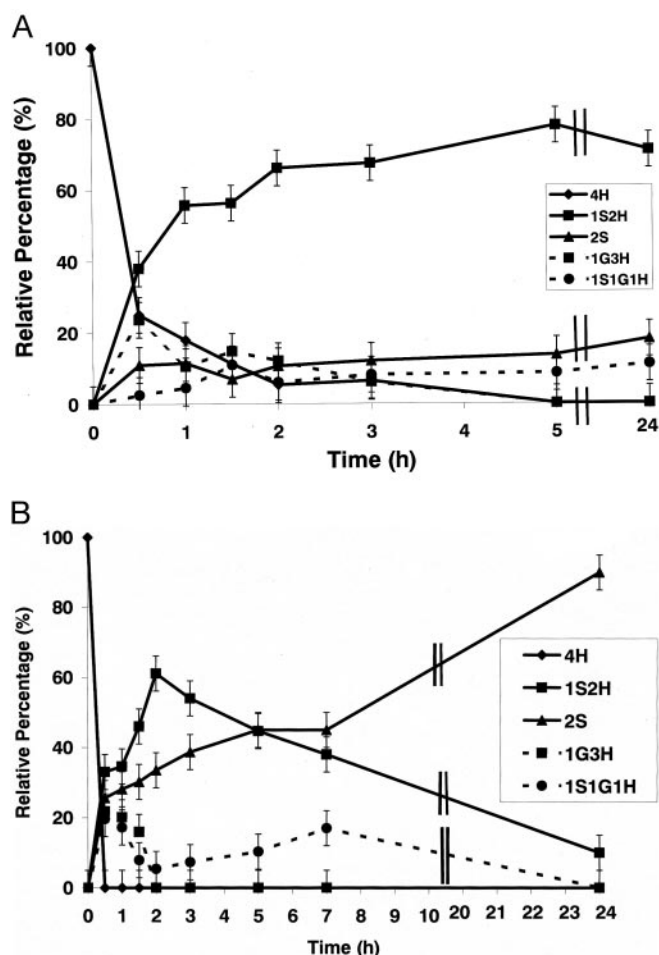 A
Relative Percentage (%)
100
80
60
40
20
0
0
1
2
3
4
5
24
Time (h)
4H
1S2H
2S
1G3H
1S1G1H
B
Relative Percentage (%)
100
80
60
40
20
0
0 1 2 3 4 5 6 7 8 9 10 20 21 22 23 24
Time (h)
4H
1S2H
2S
1G3H
1S1G1H